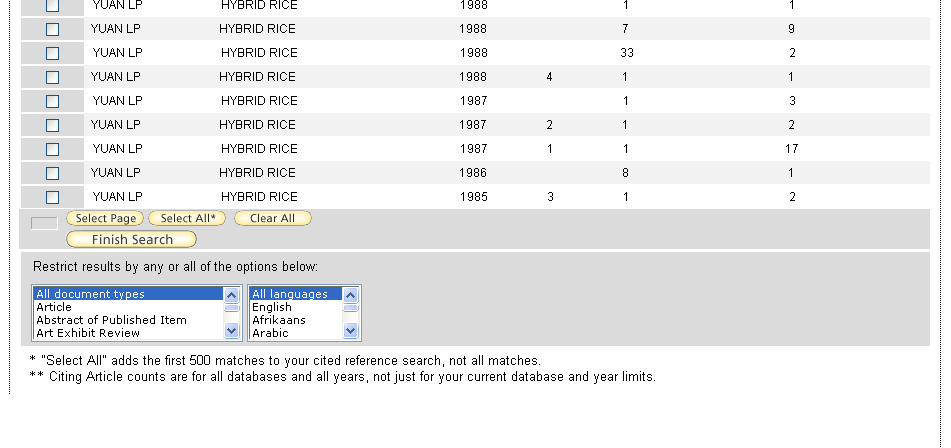 YUAN LP HYBRID RICE 1988 1 1
YUAN LP HYBRID RICE 1988 7 9
YUAN LP HYBRID RICE 1988 33 2
YUAN LP HYBRID RICE 1988 4 1 1
YUAN LP HYBRID RICE 1987 1 3
YUAN LP HYBRID RICE 1987 2 1 2
YUAN LP HYBRID RICE 1987 1 1 17
YUAN LP HYBRID RICE 1986 8 1
YUAN LP HYBRID RICE 1985 3 1 2
Select Page Select All* Clear All
Finish Search
Restrict results by any or all of the options below:
All document types All languages
Article English
Abstract of Published Item Afrikaans
Art Exhibit Review Arabic
* "Select All" adds the first 500 matches to your cited reference search, not all matches.
** Citing Article counts are for all databases and all years, not just for your current database and year limits.